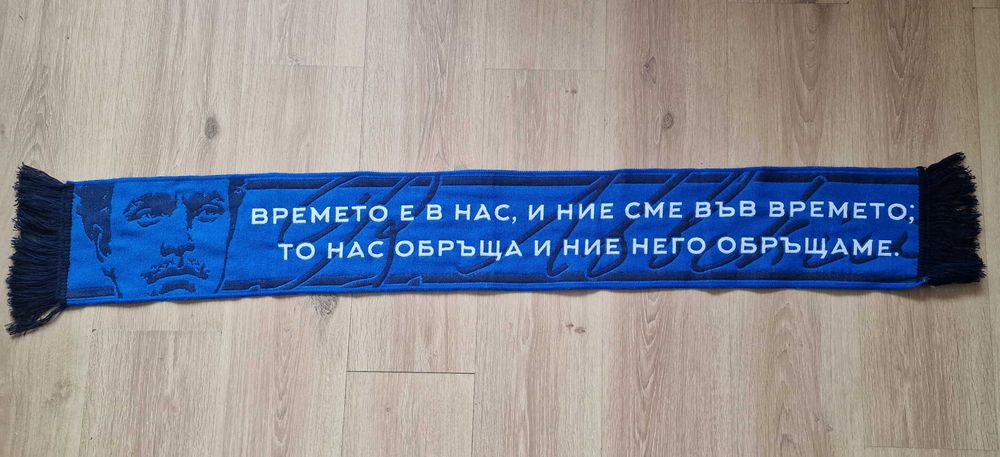 ВРЕМЕТО Е В НАС, И НИЕ СМЕ ВЪВ ВРЕМЕТО;
ТО НАС ОБРЪЩА И НИЕ НЕГО ОБРЪЩАМЕ.